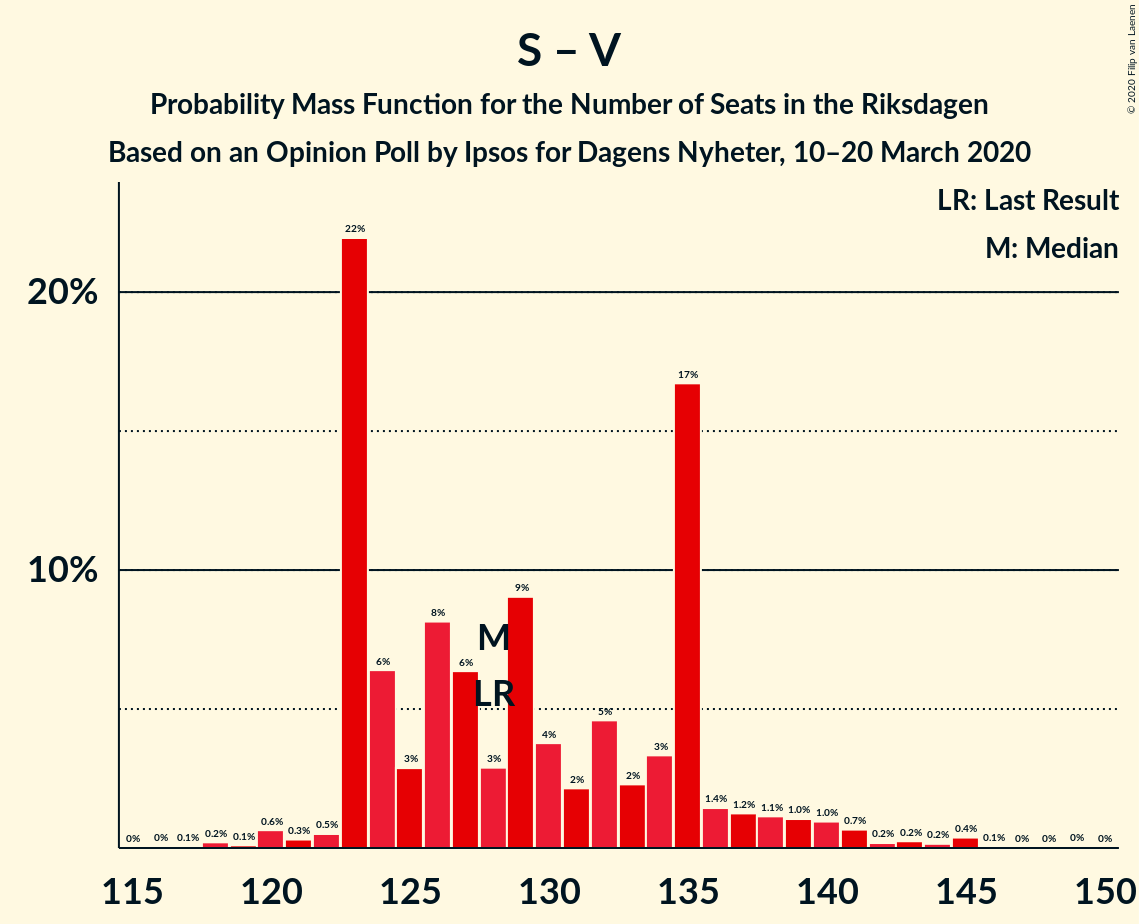 S – V
Probability Mass Function for the Number of Seats in the Riksdagen
Based on an Opinion Poll by Ipsos for Dagens Nyheter, 10–20 March 2020
© 2020 Filip van Laenen
LR: Last Result
M: Median
20%
10%
0% 0% 0.1% 0.2% 0.1% 0.6% 0.3% 0.5% 22% 6% 3% 8% 6% 3% 9% 4% 2% 5% 2% 3% 17% 1.4% 1.2% 1.1% 1.0% 1.0% 0.7% 0.2% 0.2% 0.2% 0.4% 0.1% 0% 0% 0% 0%
M
LR
115 120 125 130 135 140 145 150